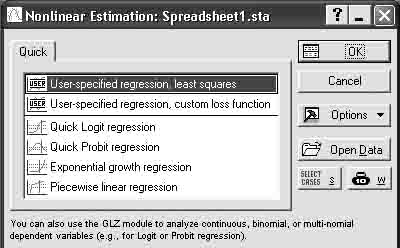 Nonlinear Estimation: Spreadsheet1.sta
?
Quick
OK
USER User-specified regression, least squares
Cancel
USER User-specified regression, custom loss function
Quick Logit regression
Options
Quick Probit regression
Open Data
Exponential growth regression
SELECT CASES S W
Piecewise linear regression
You can also use the GLZ module to analyze continuous, binomial, or multi-nomial
dependent variables (e.g., for Logit or Probit regression).